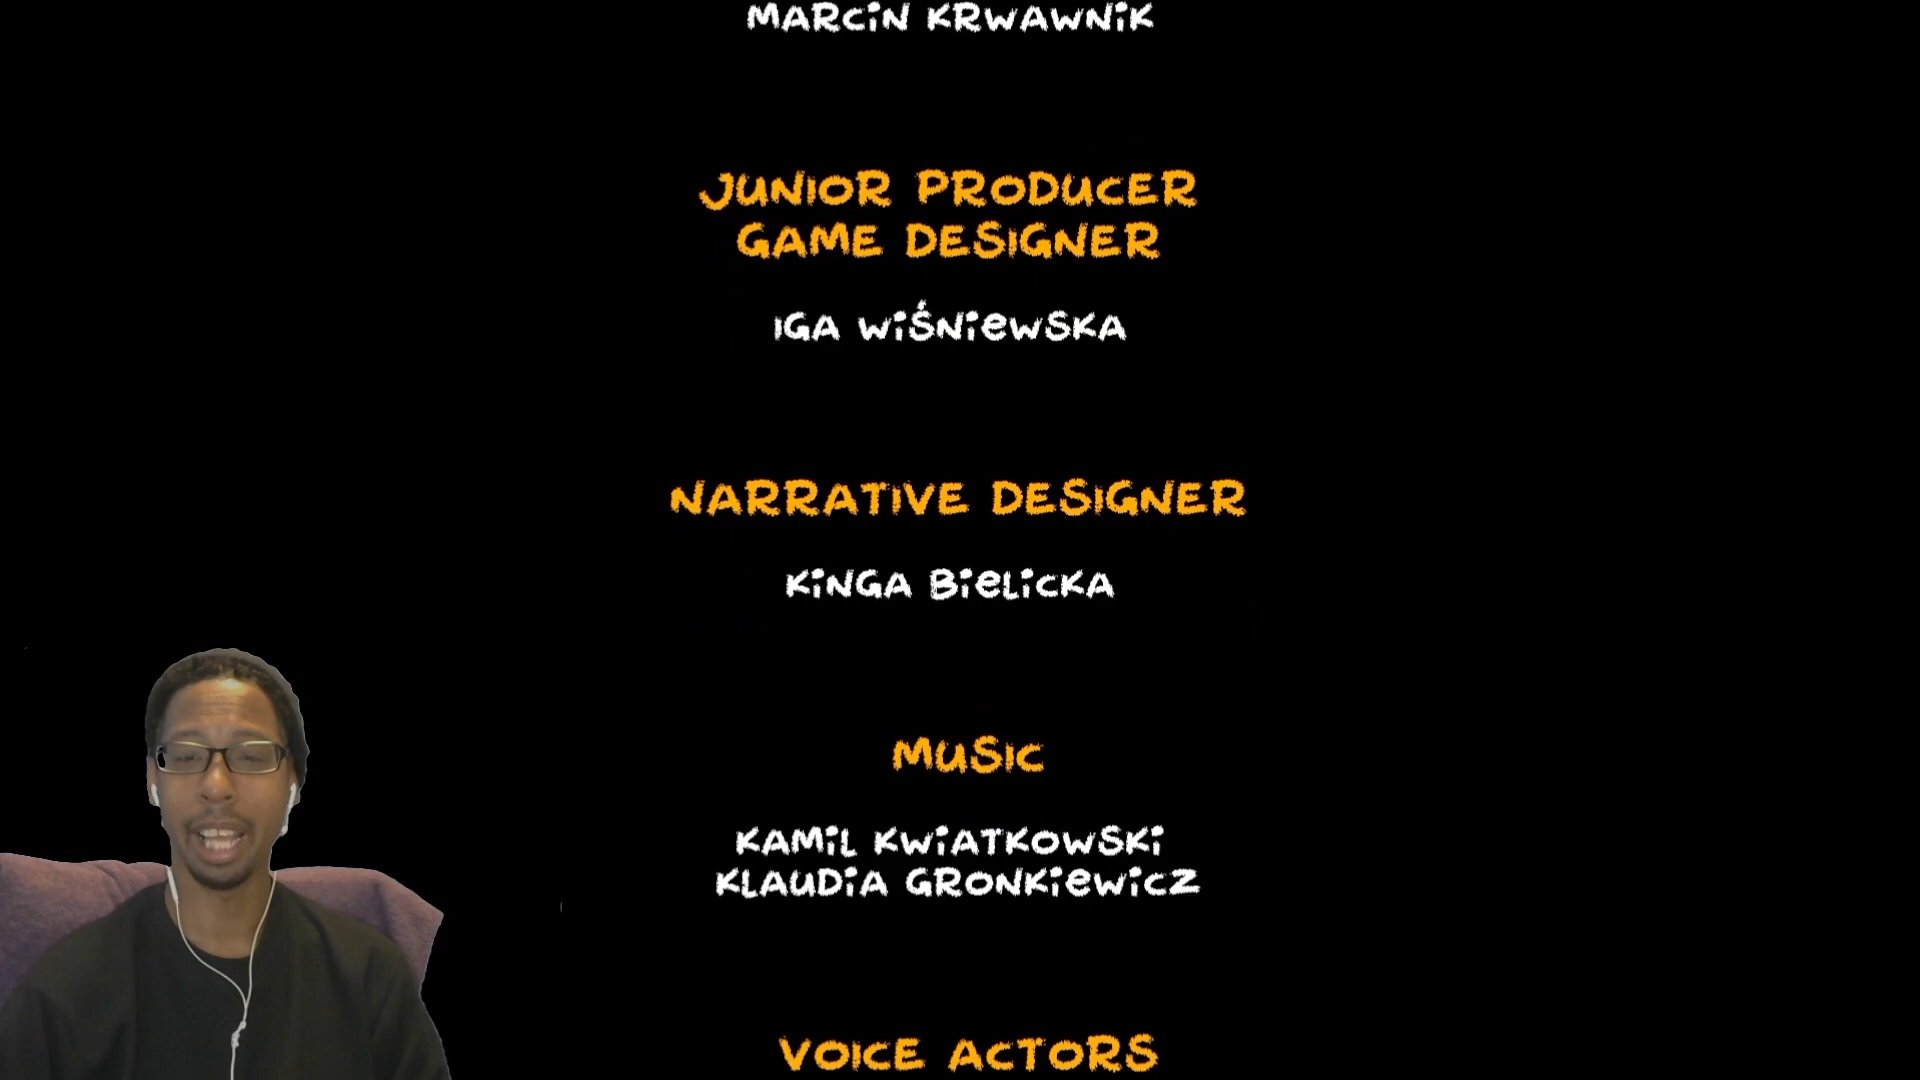 MARCIN KRWAWNIK
JUNIOR PRODUCER
GAME DESIGNER
IGA WIŚNIEWSKA
NARRATIVE DESIGNER
KINGA BIELICKA
MUSIC
KAMIL KWIATKOWSKI
KLAUDIA GRONKIEWICZ
VOICE ACTORS